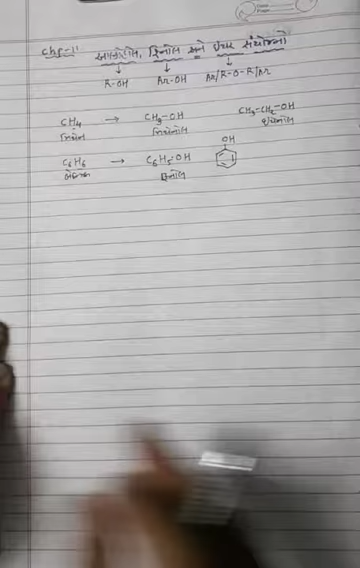 ch:-11 આલ્કોહોલ, ફિનોલ અને ઈથર સંયોજનો
↓ ↓ ↓
R-OH Ar-OH Ar/R-O-R/Ar
CH₄ → CH₃-OH CH₃-CH₂-OH
મિથેન મિથેનોલ ઈથેનોલ
OH
C₆H₆ → C₆H₅-OH
બેન્ઝિન ફિનોલ